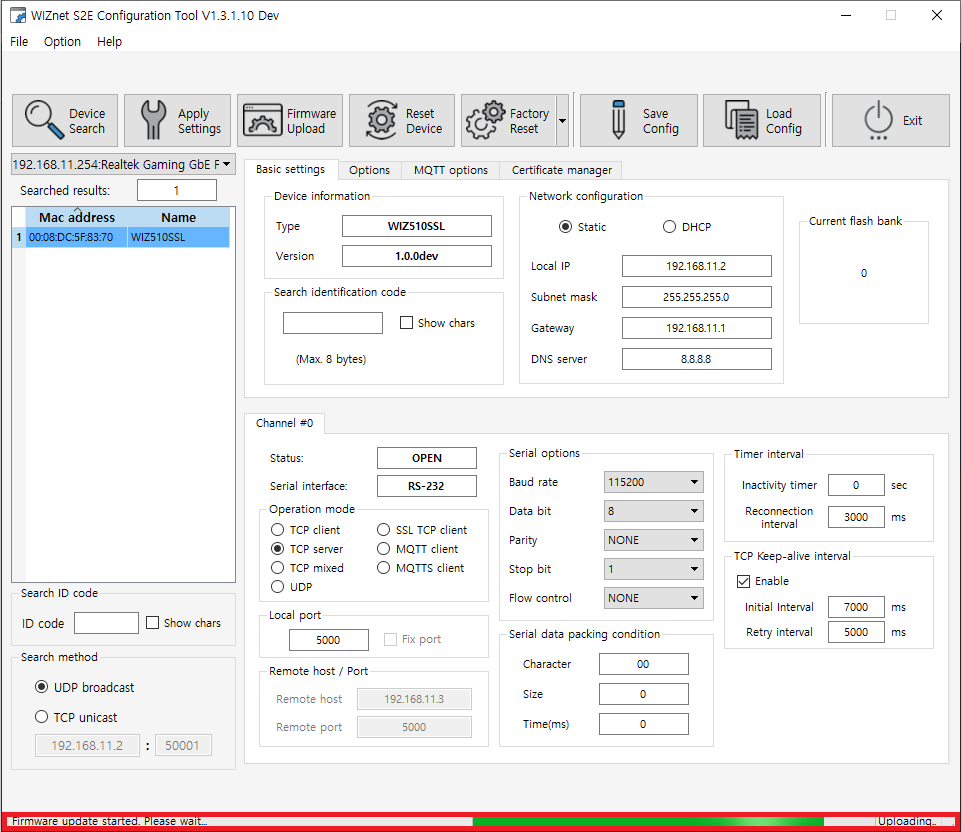 WIZnet S2E Configuration Tool V1.3.1.10 Dev
File Option Help
Device Search
Apply Settings
Firmware Upload
Reset Device
Factory Reset
Save Config
Load Config
Exit
192.168.11.254:Realtek Gaming GbE F
Searched results: 1
Mac address Name
1 00:08:DC:5F:83:70 WIZ510SSL
Search ID code
ID code Show chars
Search method
UDP broadcast
TCP unicast
192.168.11.2 : 50001
Basic settings Options MQTT options Certificate manager
Device information
Type WIZ510SSL
Version 1.0.0dev
Search identification code
Show chars
(Max. 8 bytes)
Network configuration
Static DHCP
Local IP 192.168.11.2
Subnet mask 255.255.255.0
Gateway 192.168.11.1
DNS server 8.8.8.8
Current flash bank
0
Channel #0
Status: OPEN
Serial interface: RS-232
Operation mode
TCP client SSL TCP client
TCP server MQTT client
TCP mixed MQTTS client
UDP
Local port
5000 Fix port
Remote host / Port
Remote host 192.168.11.3
Remote port 5000
Serial options
Baud rate 115200
Data bit 8
Parity NONE
Stop bit 1
Flow control NONE
Serial data packing condition
Character 00
Size 0
Time(ms) 0
Timer interval
Inactivity timer 0 sec
Reconnection interval 3000 ms
TCP Keep-alive interval
Enable
Initial Interval 7000 ms
Retry interval 5000 ms
Firmware update started. Please wait...
Uploading..